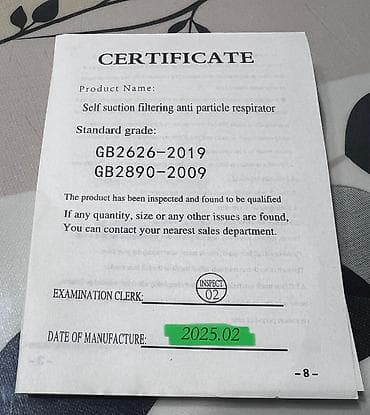 CERTIFICATE
Product Name:
Self suction filtering anti particle respirator
Standard grade:
GB2626-2019
GB2890-2009
The product has been inspected and found to be qualified
If any quantity, size or any other issues are found,
You can contact your nearest sales department.
EXAMINATION CLERK:
INSPECT
02
DATE OF MANUFACTURE: 2025.02
-8-